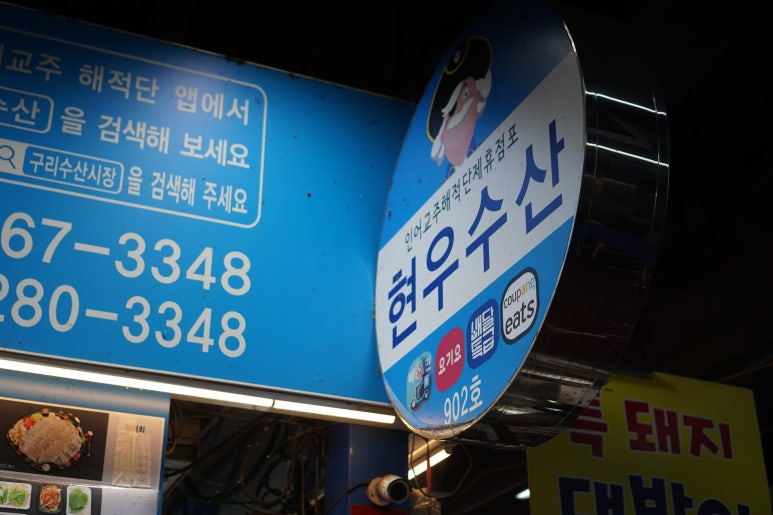 교주 해적단 앱에서
수산 을 검색해 보세요
구리수산시장 을 검색해 주세요
67-3348
280-3348
인어교주해적단제휴점포
현우수산
요기요
배달특급
coupang eats
902호
특 돼지